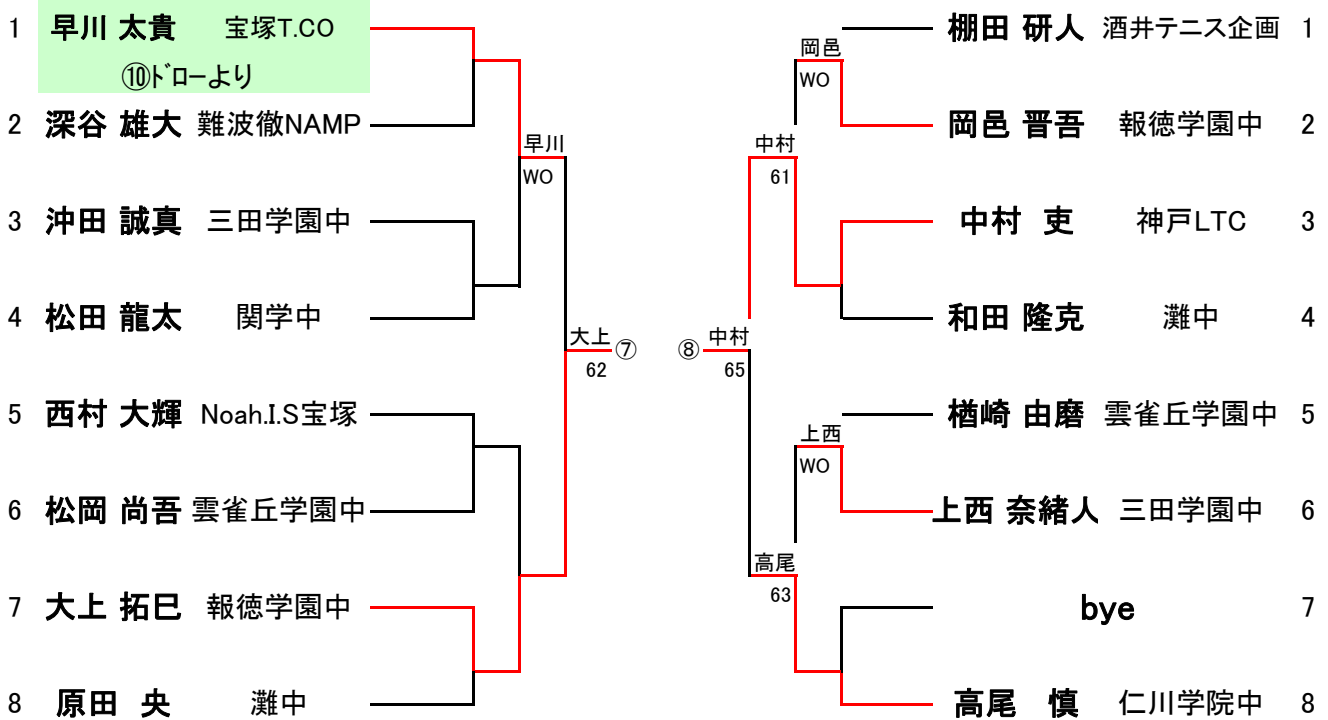 1 早川 太貴 宝塚T.CO
⑩ドローより
2 深谷 雄大 難波徹NAMP
早川
WO
3 沖田 誠真 三田学園中
4 松田 龍太 関学中
大上 ⑦
62
5 西村 大輝 Noah.I.S宝塚
6 松岡 尚吾 雲雀丘学園中
7 大上 拓巳 報徳学園中
8 原田 央 灘中
棚田 研人 酒井テニス企画 1
岡邑
WO
岡邑 晋吾 報徳学園中 2
中村
61
中村 吏 神戸LTC 3
和田 隆克 灘中 4
⑧ 中村
65
楢崎 由磨 雲雀丘学園中 5
上西
WO
上西 奈緒人 三田学園中 6
高尾
63
bye 7
高尾 慎 仁川学院中 8